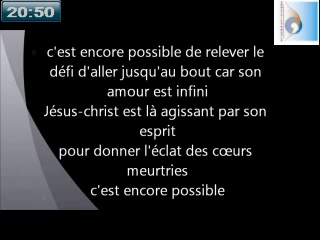 20:50
c'est encore possible de relever le
défi d'aller jusqu'au bout car son
amour est infini
Jésus-christ est là agissant par son
esprit
pour donner l'éclat des cœurs
meurtries
c'est encore possible